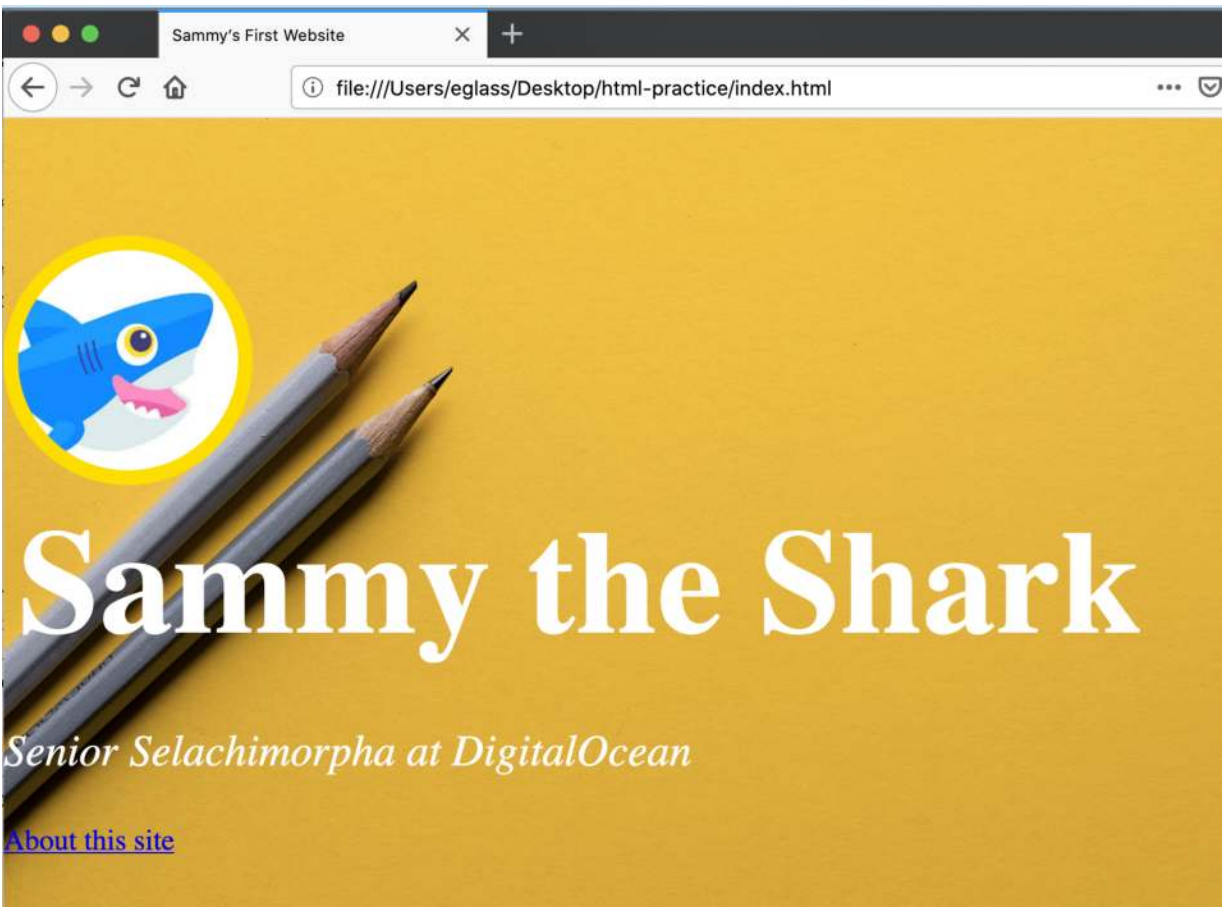 Sammy's First Website
file:///Users/eglass/Desktop/html-practice/index.html
Sammy the Shark
Senior Selachimorpha at DigitalOcean
About this site